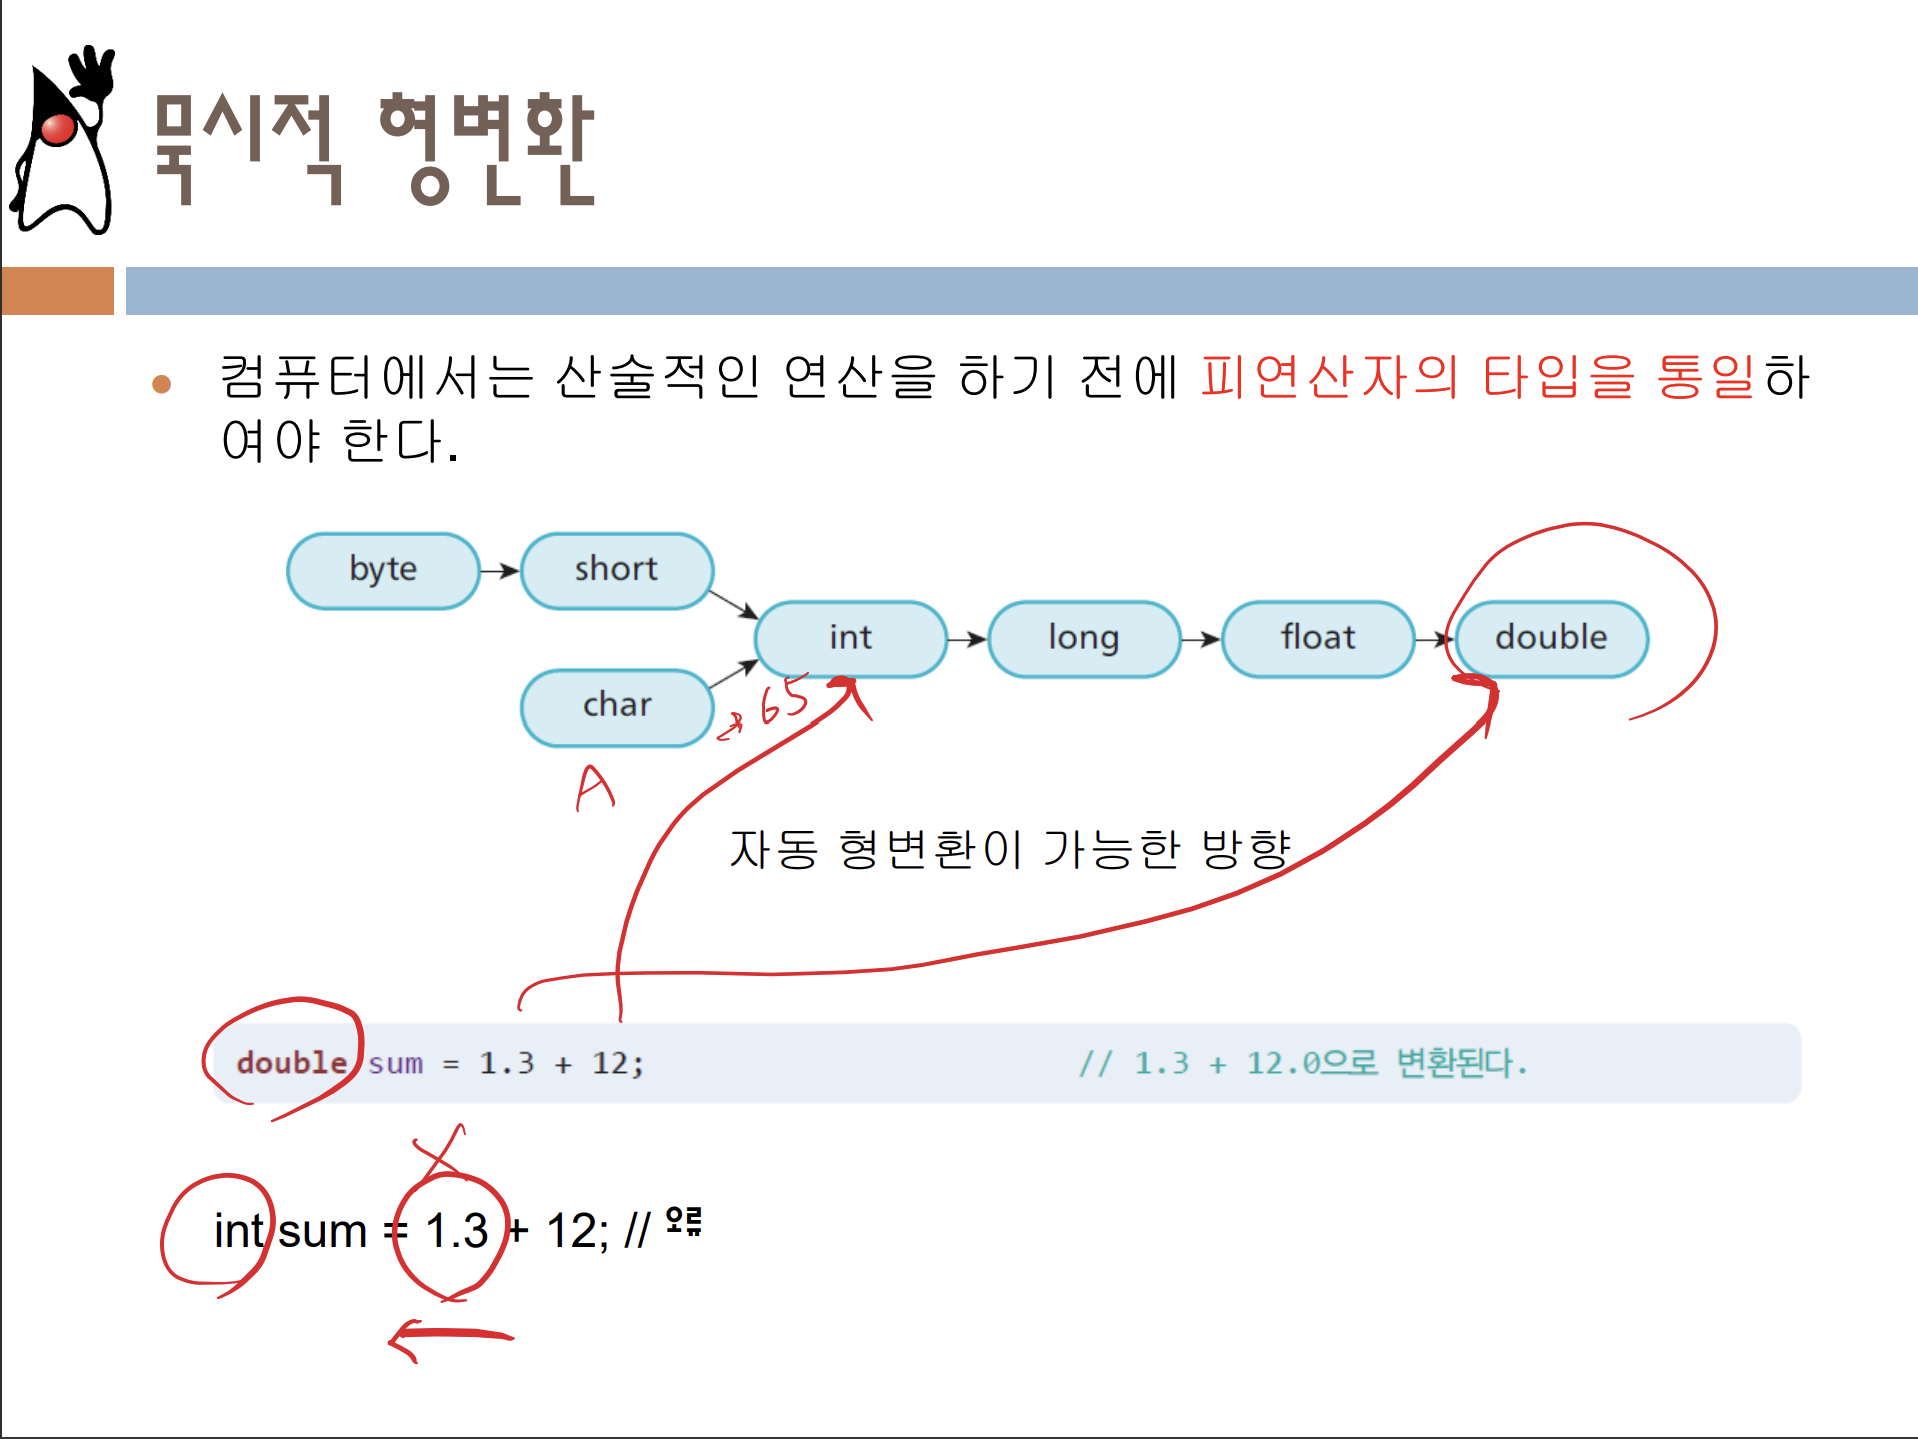 묵시적 형변환
컴퓨터에서는 산술적인 연산을 하기 전에 피연산자의 타입을 통일하
여야 한다.
byte
short
int
long
float
double
char
65
A
자동 형변환이 가능한 방향
double sum = 1.3 + 12; // 1.3 + 12.0으로 변환된다.
int sum = 1.3 + 12; // 오류